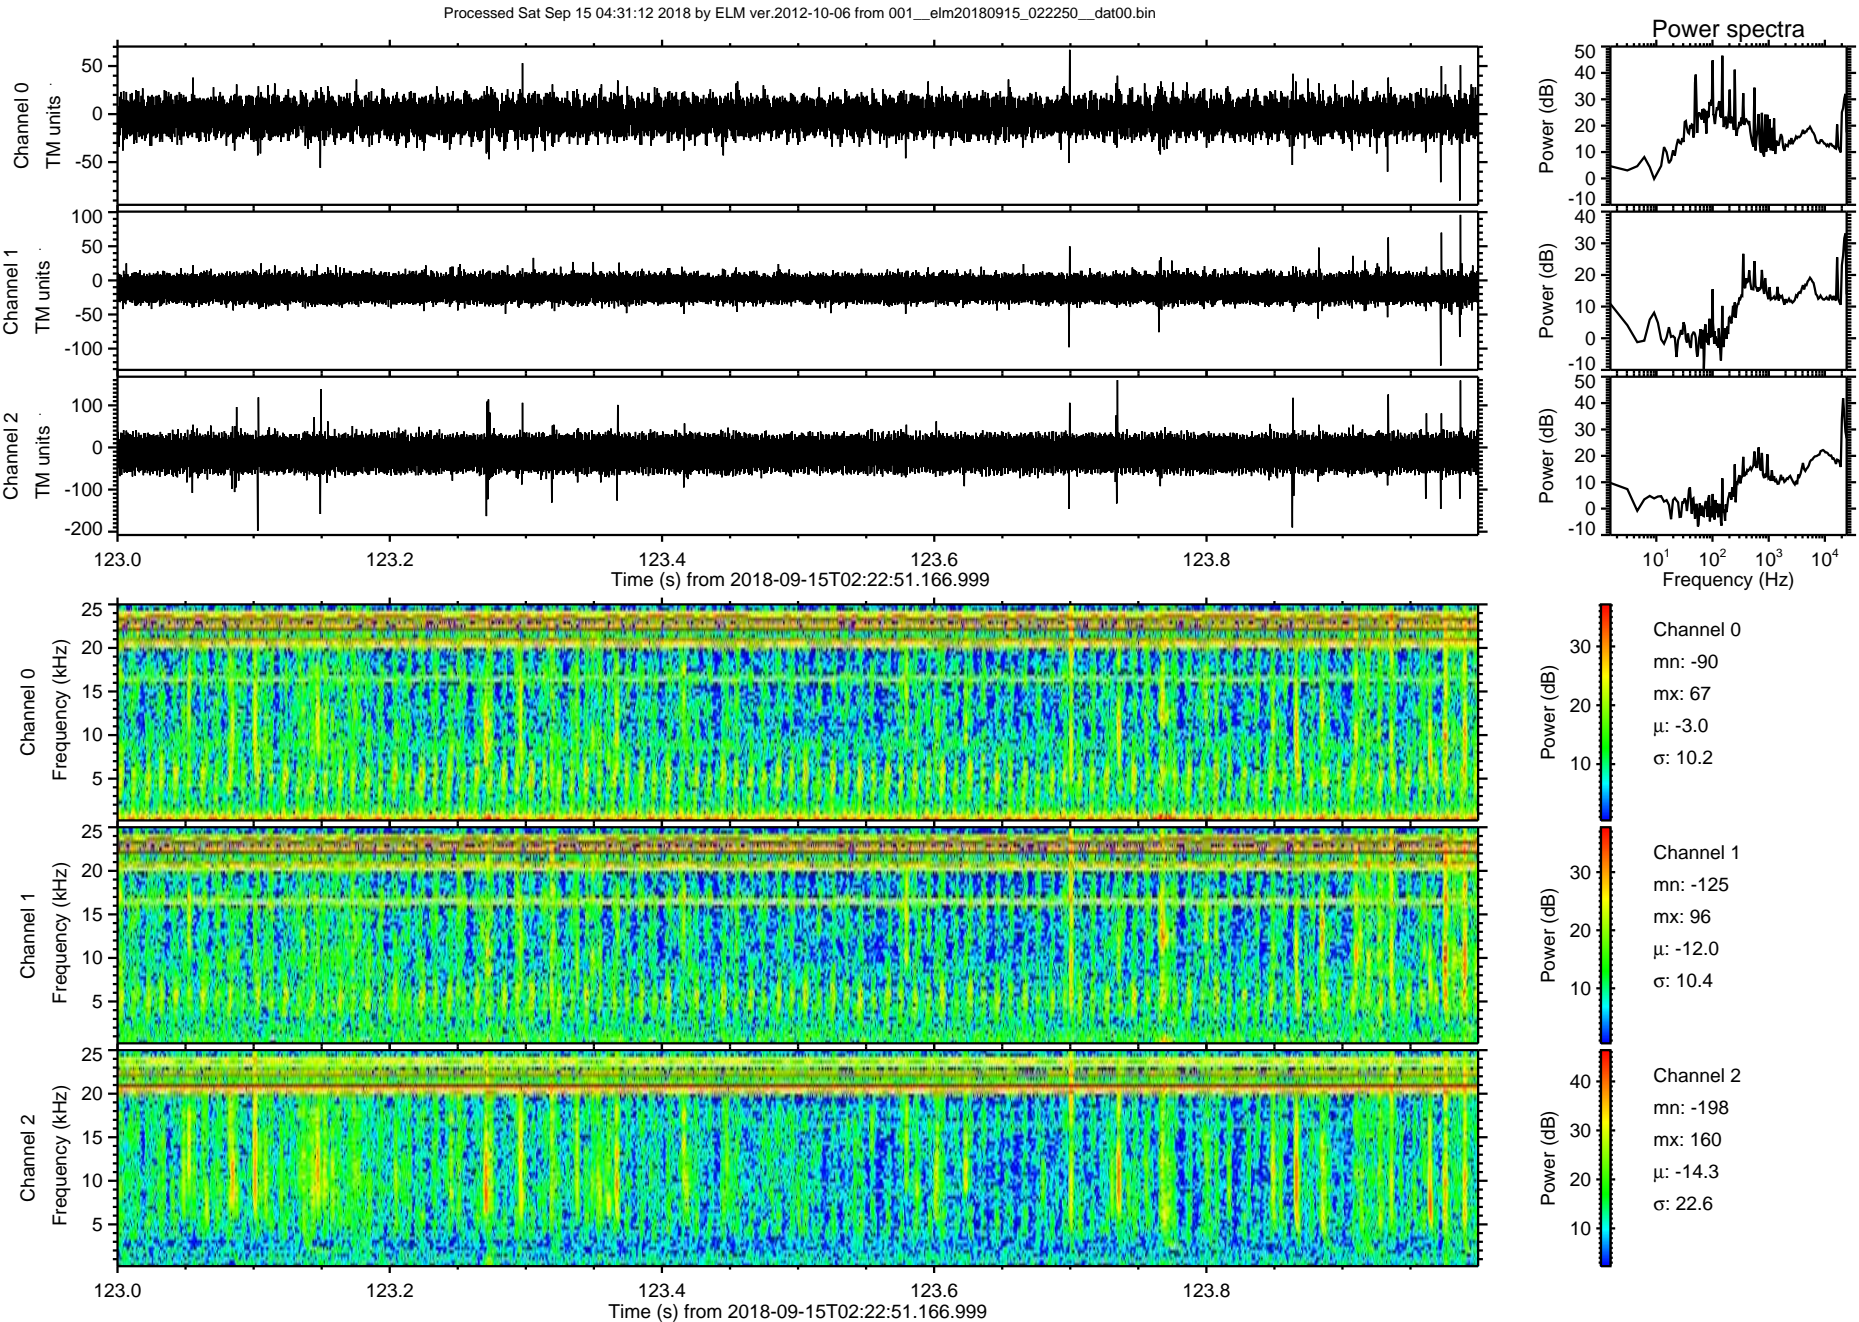 Processed Sat Sep 15 04:31:12 2018 by ELM ver.2012-10-06 from 001__elm20180915_022250__dat00.bin
Power spectra
Channel 0
TM units
50
0
-50
Power (dB)
50
40
30
20
10
0
-10
Channel 1
TM units
100
50
0
-50
-100
Power (dB)
40
30
20
10
0
-10
Channel 2
TM units
100
0
-100
-200
Power (dB)
50
40
30
20
10
0
-10
123.0 123.2 123.4 123.6 123.8
Time (s) from 2018-09-15T02:22:51.166.999
10¹ 10² 10³ 10⁴
Frequency (Hz)
Channel 0
Frequency (kHz)
25
20
15
10
5
Power (dB)
30
20
10
Channel 0
mn: -90
mx: 67
μ: -3.0
σ: 10.2
Channel 1
Frequency (kHz)
25
20
15
10
5
Power (dB)
30
20
10
Channel 1
mn: -125
mx: 96
μ: -12.0
σ: 10.4
Channel 2
Frequency (kHz)
25
20
15
10
5
Power (dB)
40
30
20
10
Channel 2
mn: -198
mx: 160
μ: -14.3
σ: 22.6
123.0 123.2 123.4 123.6 123.8
Time (s) from 2018-09-15T02:22:51.166.999